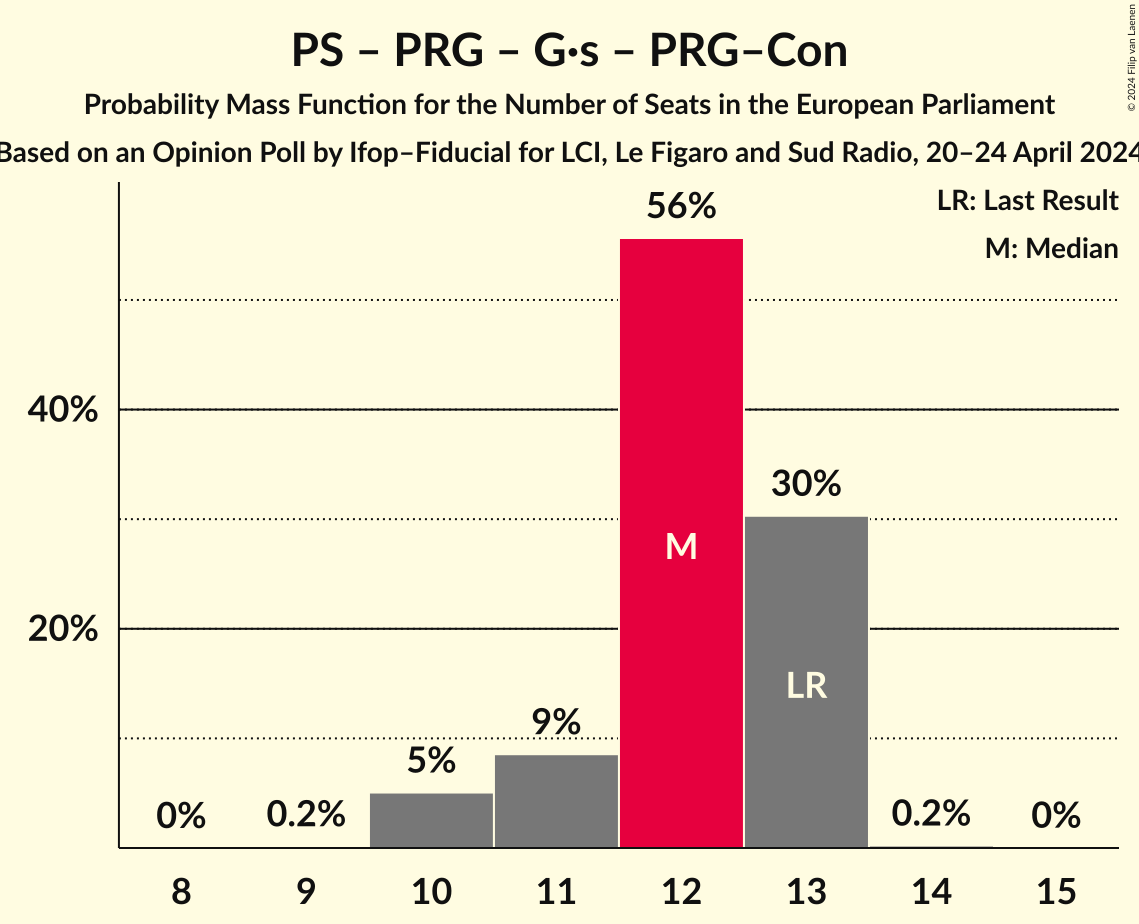 PS – PRG – G·s – PRG–Con
Probability Mass Function for the Number of Seats in the European Parliament
Based on an Opinion Poll by Ifop–Fiducial for LCI, Le Figaro and Sud Radio, 20–24 April 2024
© 2024 Filip van Laenen
LR: Last Result
M: Median
56%
40%
30%
M
20%
LR
9%
5%
0%
0.2%
0.2%
0%
8 9 10 11 12 13 14 15